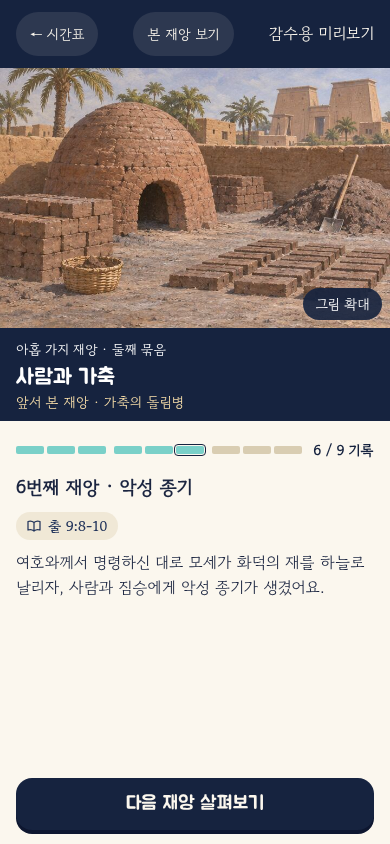 ← 시간표
본 재앙 보기
감수용 미리보기
그림 확대
아홉 가지 재앙 · 둘째 묶음
사람과 가축
앞서 본 재앙 · 가축의 돌림병
6 / 9 기록
6번째 재앙 · 악성 종기
출 9:8-10
여호와께서 명령하신 대로 모세가 화덕의 재를 하늘로
날리자, 사람과 짐승에게 악성 종기가 생겼어요.
다음 재앙 살펴보기